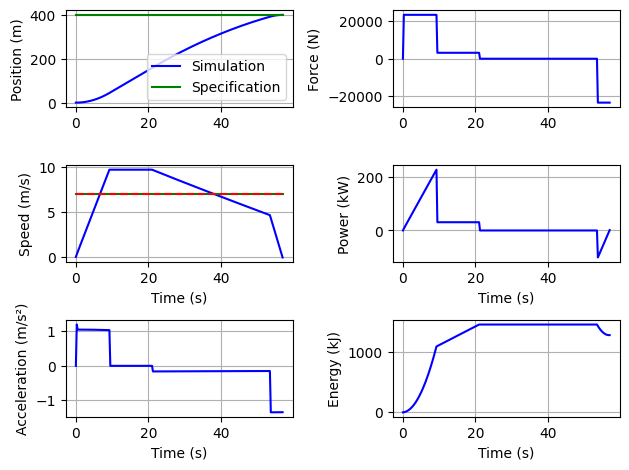 Position (m)
400
200
0
0 20 40
Simulation
Specification
Force (N)
20000
0
−20000
0 20 40
Speed (m/s)
10
5
0
0 20 40
Time (s)
Power (kW)
200
0
0 20 40
Time (s)
Acceleration (m/s²)
1
0
−1
0 20 40
Time (s)
Energy (kJ)
1000
0
0 20 40
Time (s)